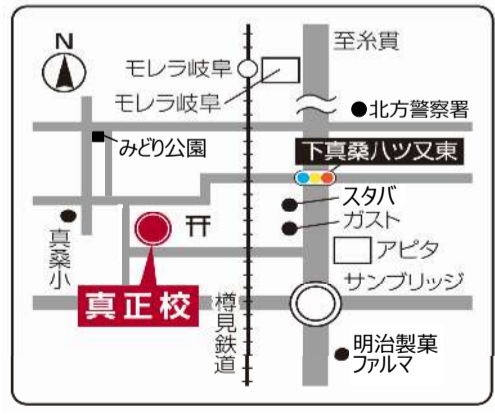 N
至糸貫
モレラ岐阜
モレラ岐阜
北方警察署
みどり公園
下真桑八ツ又東
スタバ
ガスト
真桑小
アピタ
サンブリッジ
真正校
樽見鉄道
明治製菓
ファルマ